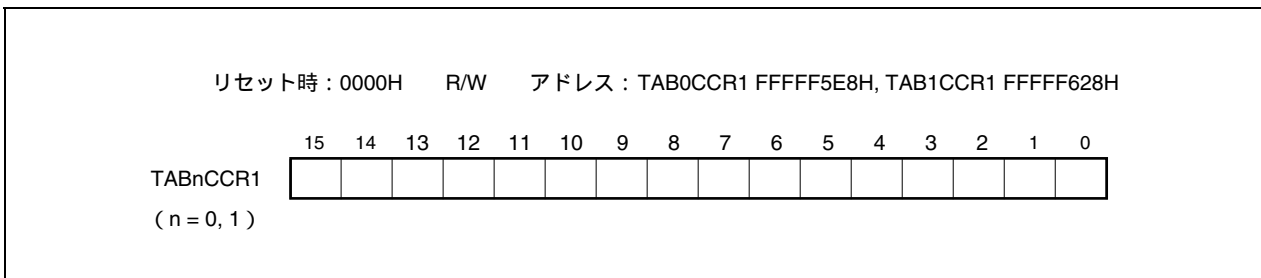 リセット時：0000H R/W アドレス：TAB0CCR1 FFFFF5E8H, TAB1CCR1 FFFFF628H
15 14 13 12 11 10 9 8 7 6 5 4 3 2 1 0
TABnCCR1
（n = 0, 1）